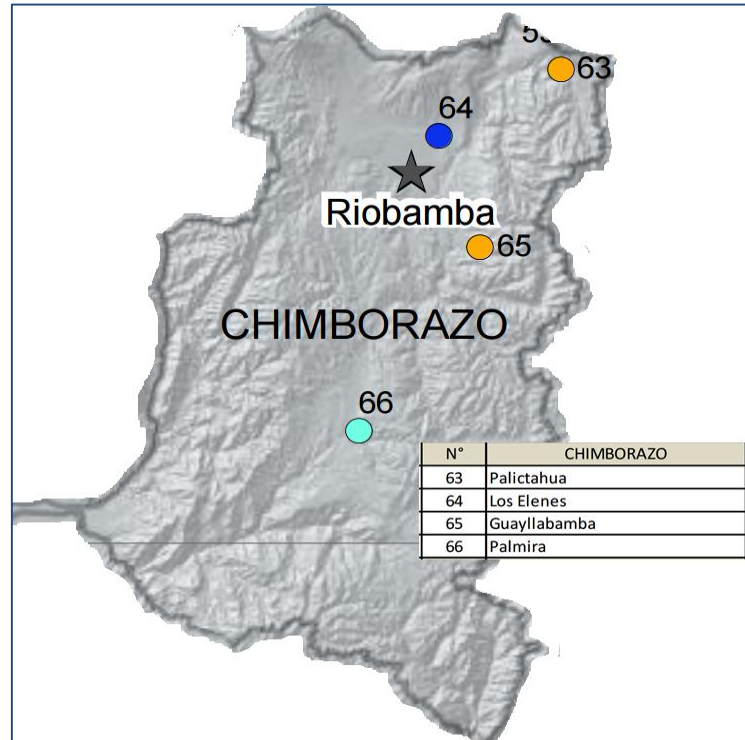 63
64
Riobamba
65
CHIMBORAZO
66
N° CHIMBORAZO
63 Palictahua
64 Los Elenes
65 Guayllabamba
66 Palmira